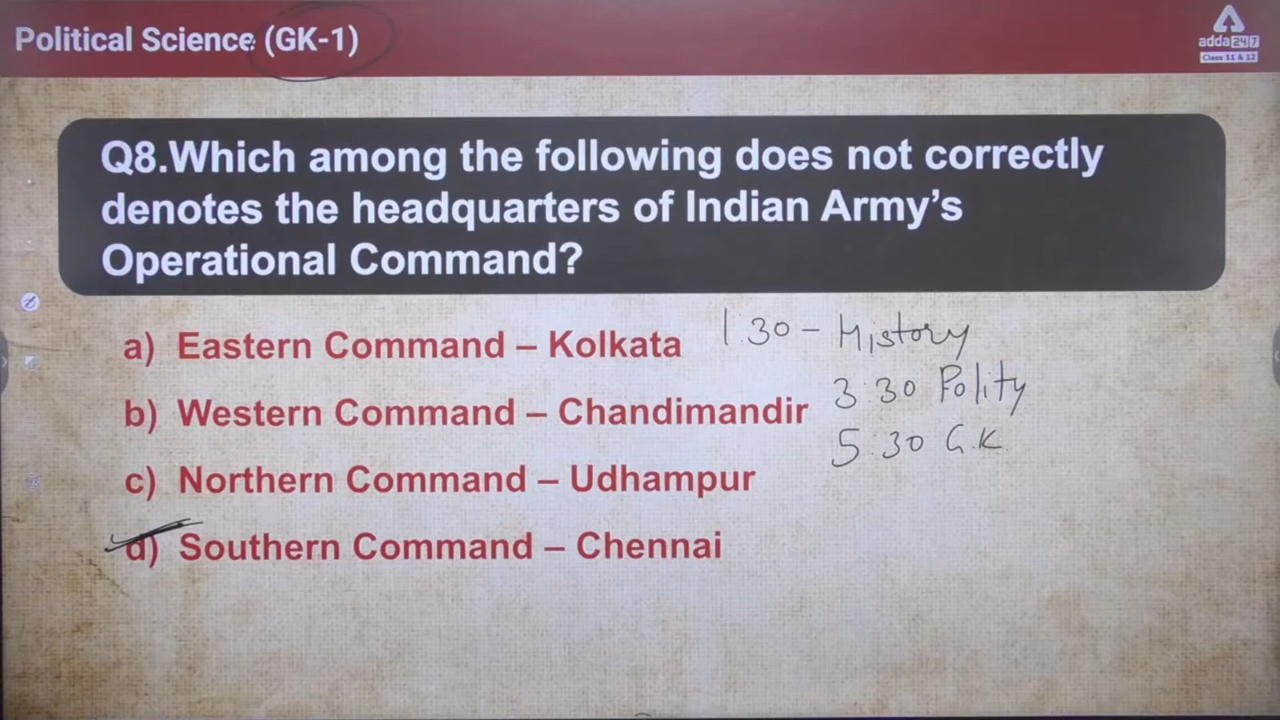 Political Science (GK-1)
adda247
Class 11 & 12
Q8.Which among the following does not correctly
denotes the headquarters of Indian Army's
Operational Command?
a) Eastern Command – Kolkata
1:30 – History
b) Western Command – Chandimandir
3:30 Polity
5:30 G.K
c) Northern Command – Udhampur
d) Southern Command – Chennai